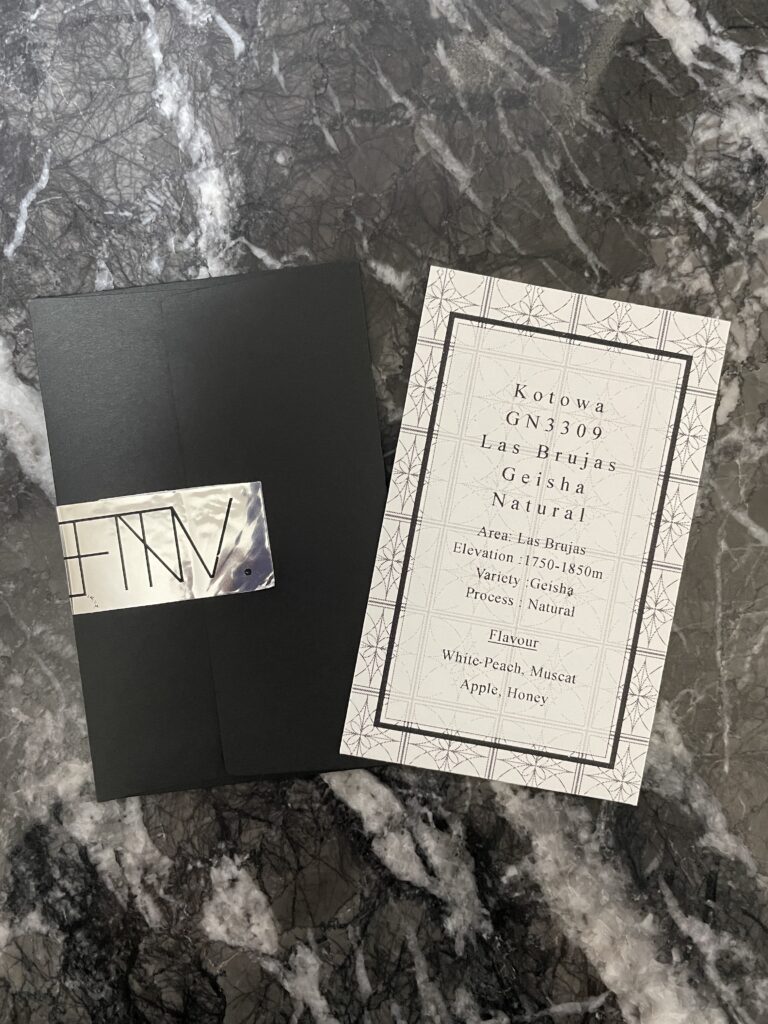 Kotowa
GN3309
Las Brujas
Geisha
Natural
Area: Las Brujas
Elevation :1750-1850m
Variety :Geisha
Process : Natural
Flavour
White-Peach, Muscat
Apple, Honey